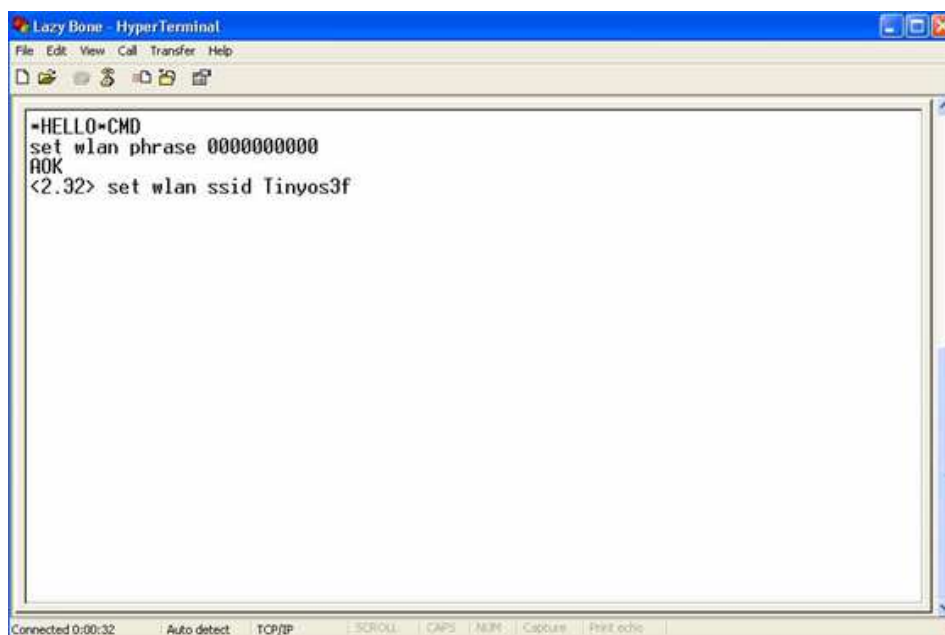 Lazy Bone - HyperTerminal
File Edit View Call Transfer Help
*HELLO*CMD
set wlan phrase 0000000000
AOK
<2.32> set wlan ssid Tinyos3f
Connected 0:00:32 Auto detect TCP/IP SCROLL CAPS NUM Capture Print echo